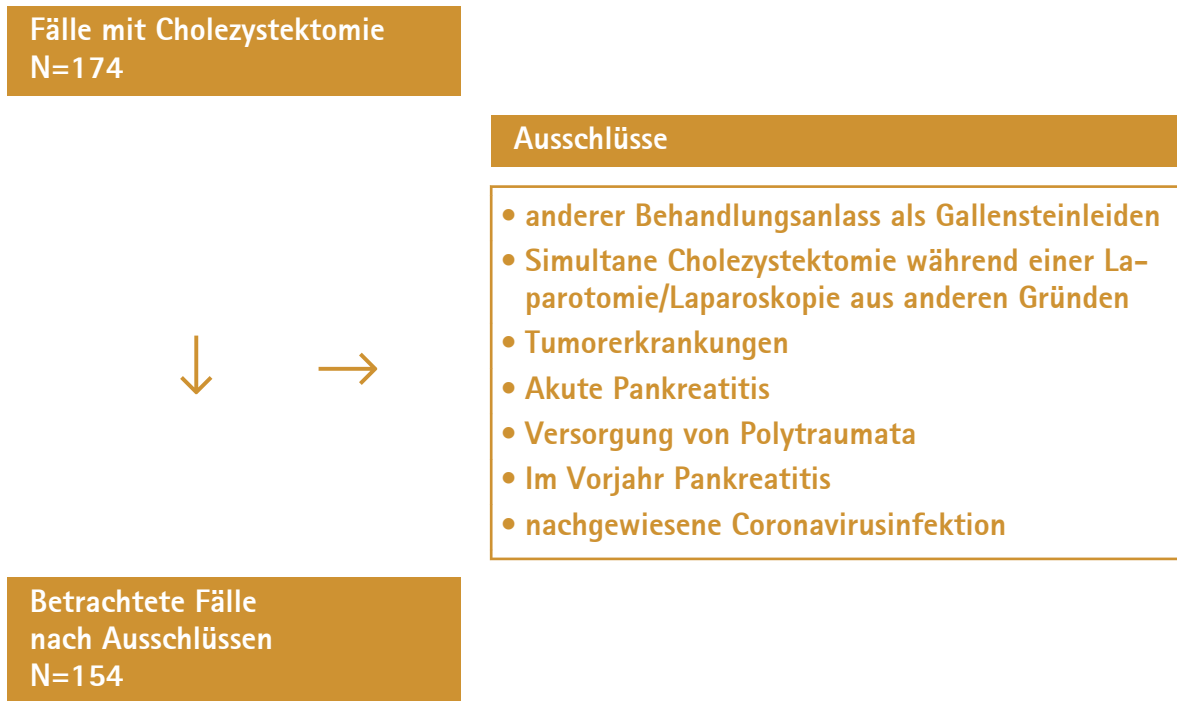 Fälle mit Cholezystektomie
N=174
Ausschlüsse
• anderer Behandlungsanlass als Gallensteinleiden
• Simultane Cholezystektomie während einer La-
parotomie/Laparoskopie aus anderen Gründen
• Tumorerkrankungen
• Akute Pankreatitis
• Versorgung von Polytraumata
• Im Vorjahr Pankreatitis
• nachgewiesene Coronavirusinfektion
Betrachtete Fälle
nach Ausschlüssen
N=154